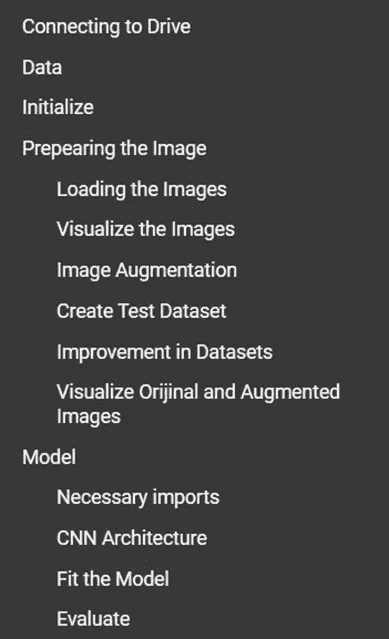 Connecting to Drive
Data
Initialize
Prepearing the Image
Loading the Images
Visualize the Images
Image Augmentation
Create Test Dataset
Improvement in Datasets
Visualize Orijinal and Augmented
Images
Model
Necessary imports
CNN Architecture
Fit the Model
Evaluate